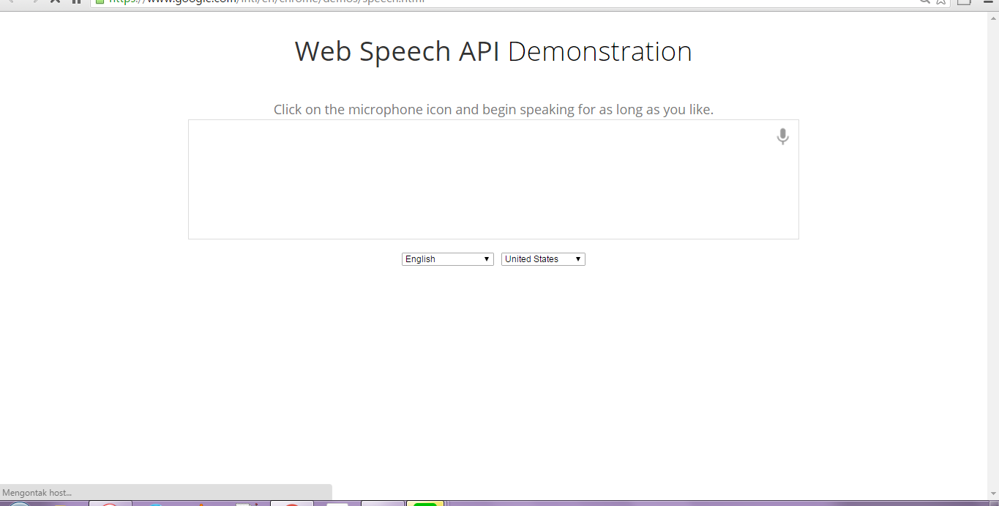 https://www.google.com/intl/en/chrome/demos/speech.html
Web Speech API Demonstration
Click on the microphone icon and begin speaking for as long as you like.
English United States
Mengontak host...